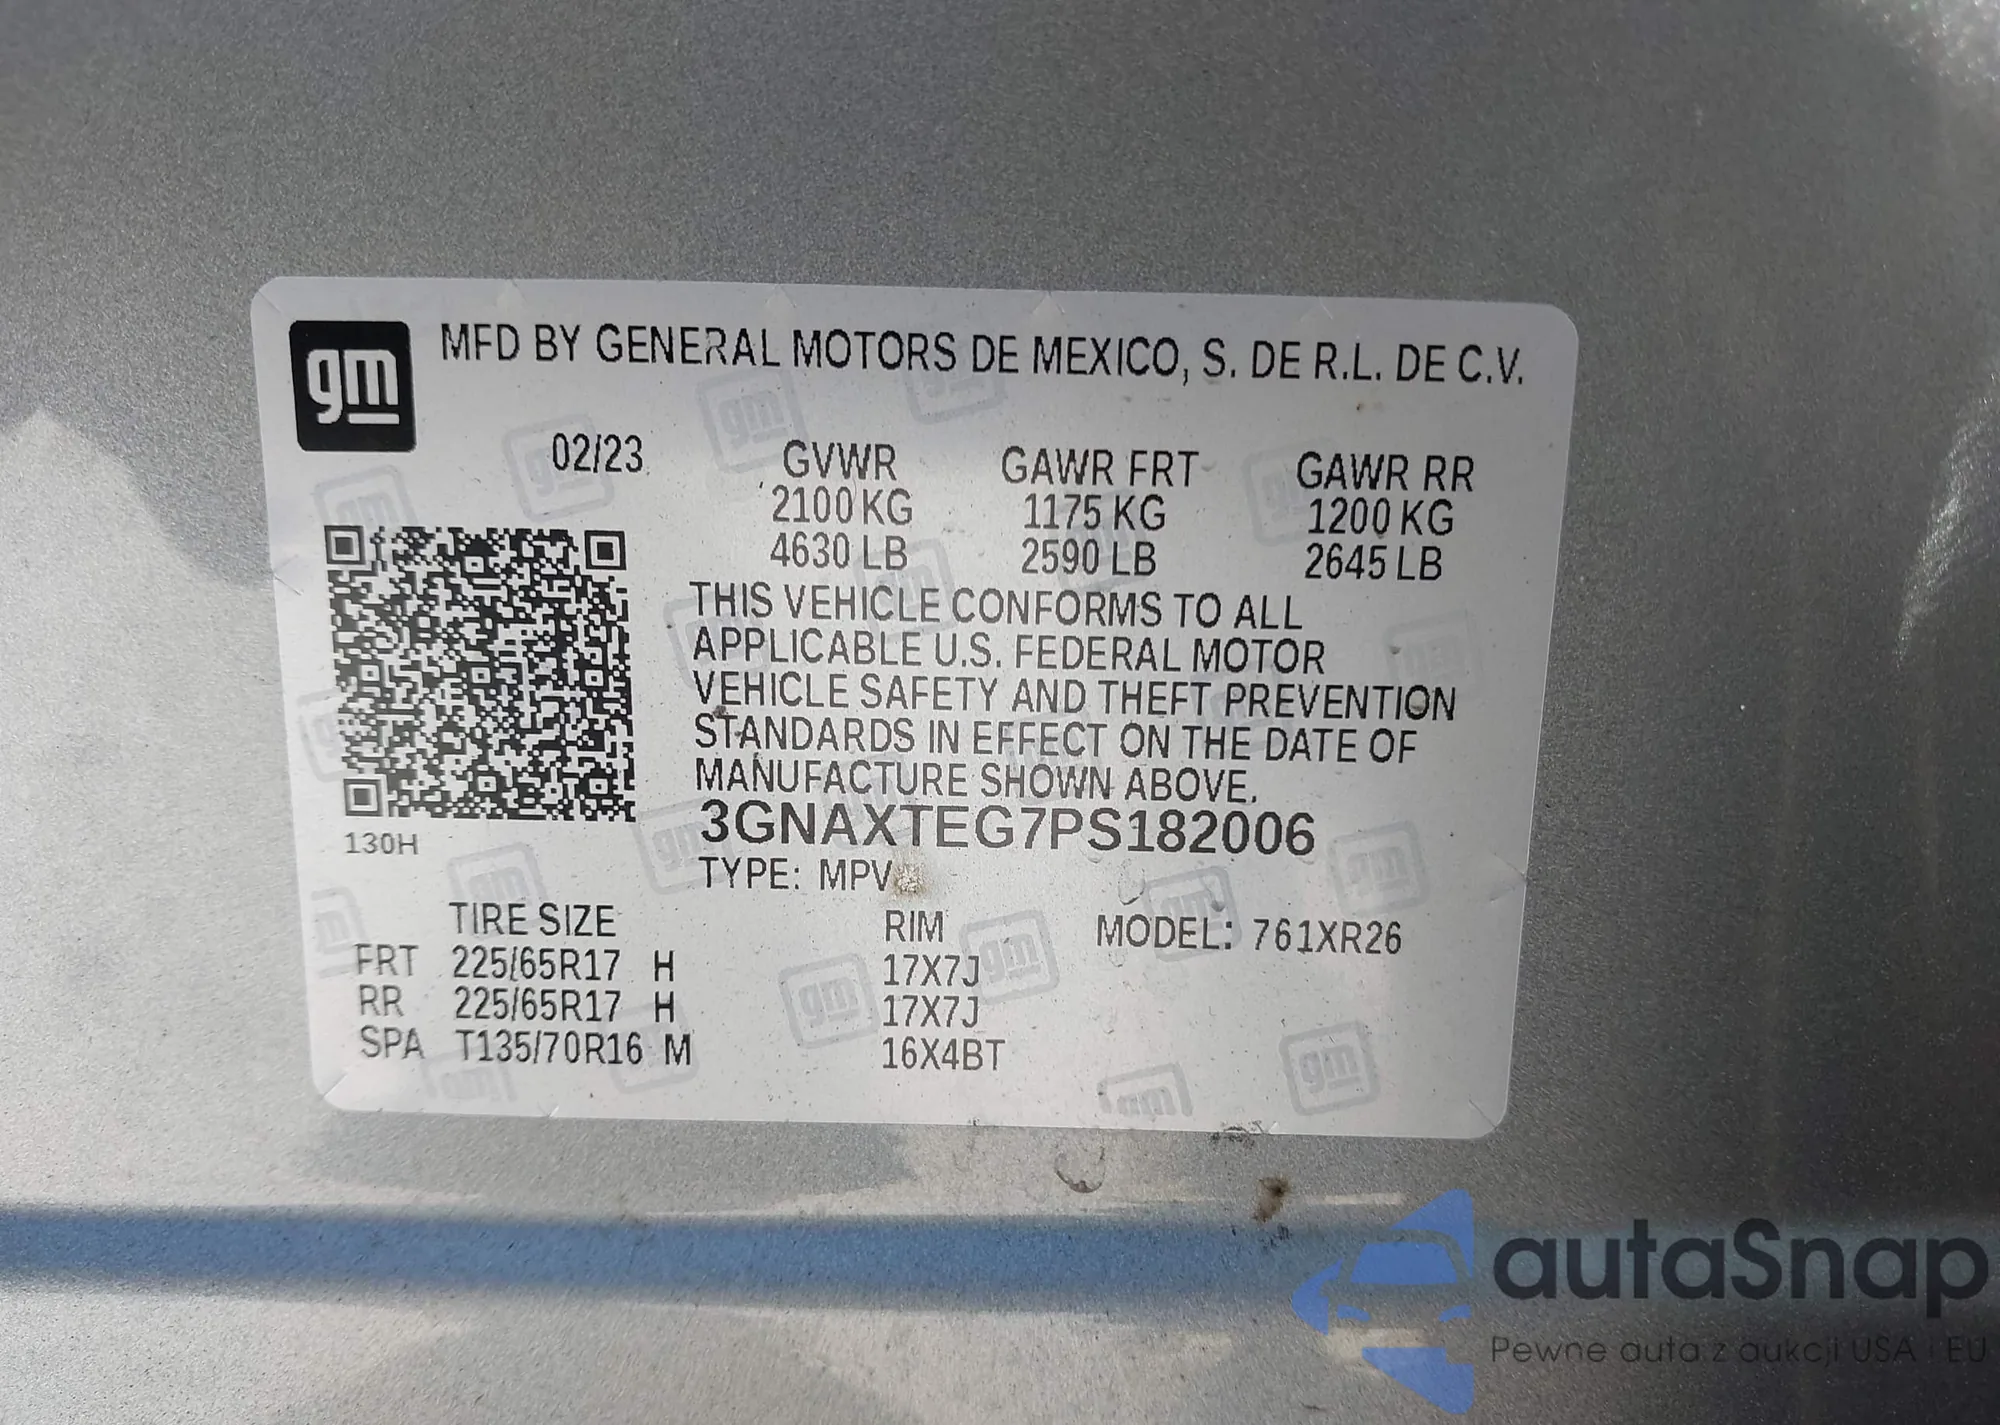 gm MFD BY GENERAL MOTORS DE MEXICO, S. DE R.L. DE C.V.
02/23 GVWR GAWR FRT GAWR RR
2100 KG 1175 KG 1200 KG
4630 LB 2590 LB 2645 LB
THIS VEHICLE CONFORMS TO ALL
APPLICABLE U.S. FEDERAL MOTOR
VEHICLE SAFETY AND THEFT PREVENTION
STANDARDS IN EFFECT ON THE DATE OF
MANUFACTURE SHOWN ABOVE.
3GNAXTEG7PS182006
130H
TYPE: MPV
TIRE SIZE RIM MODEL: 761XR26
FRT 225/65R17 H 17X7J
RR 225/65R17 H 17X7J
SPA T135/70R16 M 16X4BT
autaSnap
Pewne auta z aukcji USA i EU